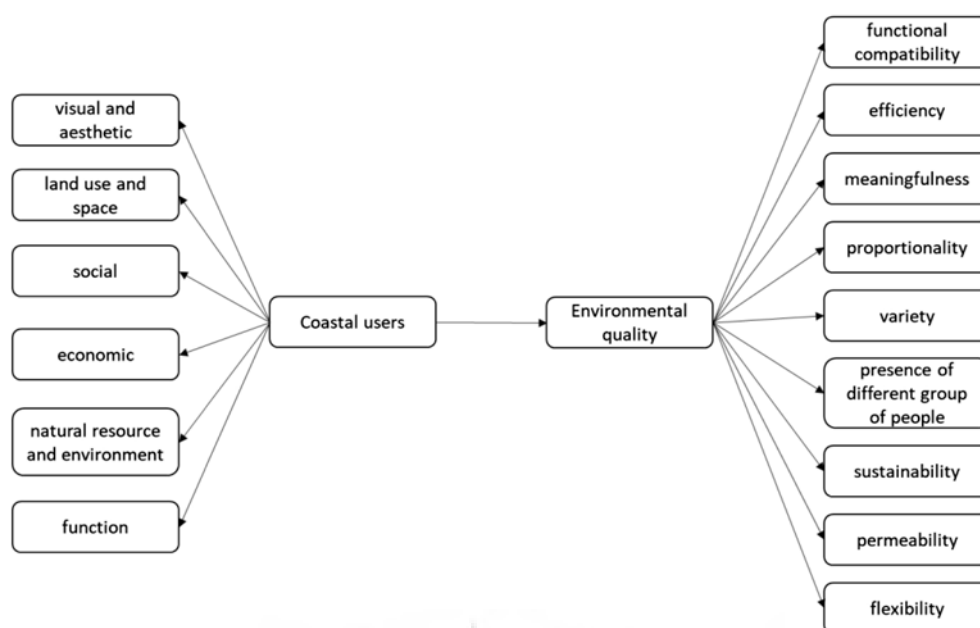 visual and
aesthetic
land use and
space
social
economic
natural resource
and environment
function
Coastal users
Environmental
quality
functional
compatibility
efficiency
meaningfulness
proportionality
variety
presence of
different group
of people
sustainability
permeability
flexibility